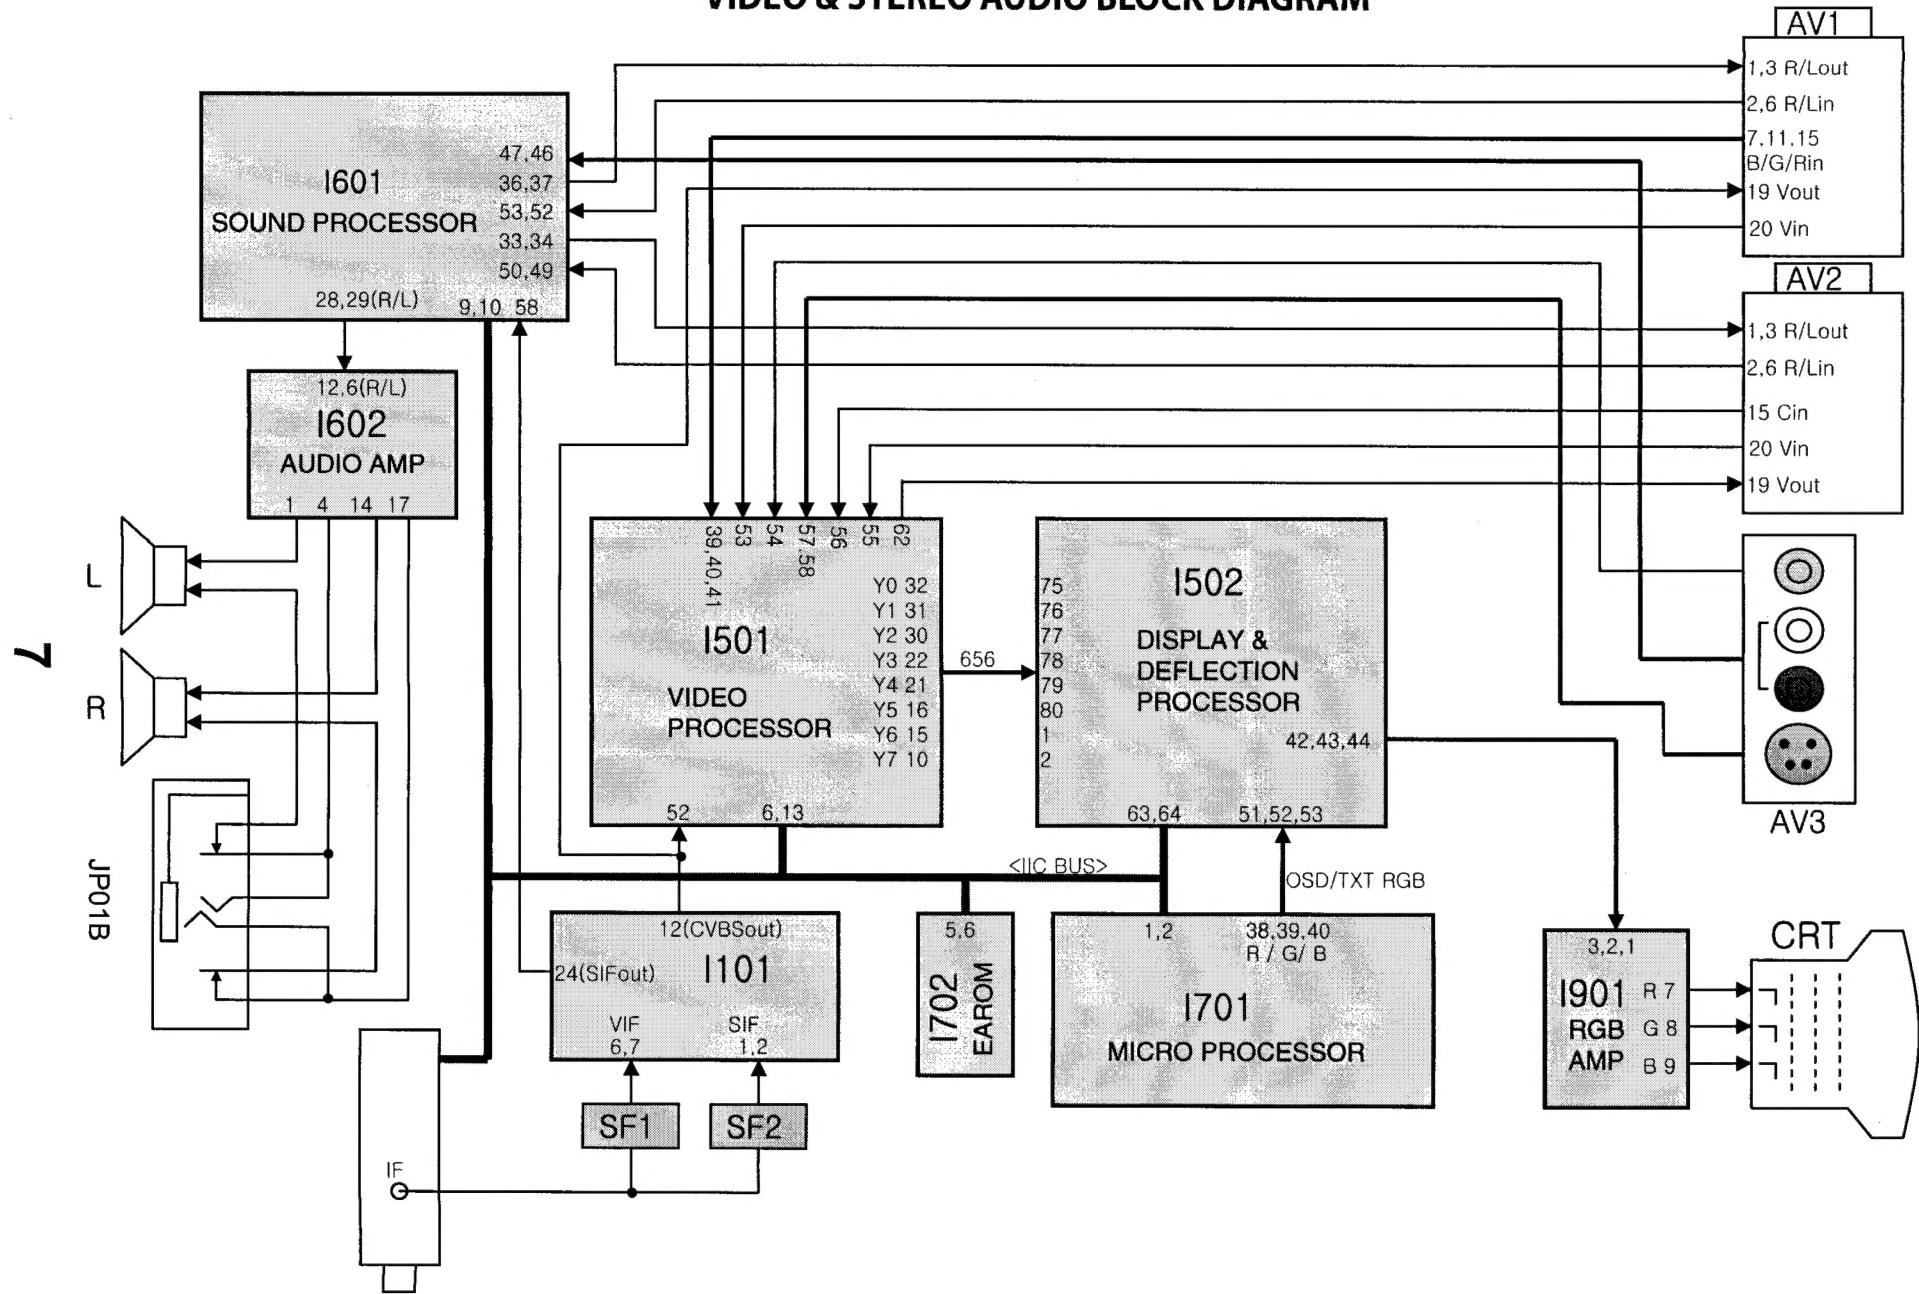 VIDEO & STEREO AUDIO BLOCK DIAGRAM
AV1
1,3 R/Lout
2,6 R/Lin
7,11,15
B/G/Rin
19 Vout
20 Vin
47,46
36,37
53,52
33,34
50,49
I601
SOUND PROCESSOR
28,29(R/L)
9,10
58
AV2
1,3 R/Lout
2,6 R/Lin
15 Cin
20 Vin
19 Vout
12,6(R/L)
I602
AUDIO AMP
1 4 14 17
L
R
7
JP01B
39,40,41
53
54
57,58
56
55
62
Y0 32
Y1 31
Y2 30
Y3 22
Y4 21
Y5 16
Y6 15
Y7 10
I501
VIDEO
PROCESSOR
52
6,13
656
75
76
77
78
79
80
1
2
I502
DISPLAY &
DEFLECTION
PROCESSOR
42,43,44
63,64
51,52,53
AV3
<IIC BUS>
OSD/TXT RGB
12(CVBSout)
I101
24(SIFout)
VIF
6,7
SIF
1,2
SF1
SF2
IF
5,6
I702
EAROM
1,2
38,39,40
R / G/ B
I701
MICRO PROCESSOR
3,2,1
I901
RGB
AMP
R 7
G 8
B 9
CRT